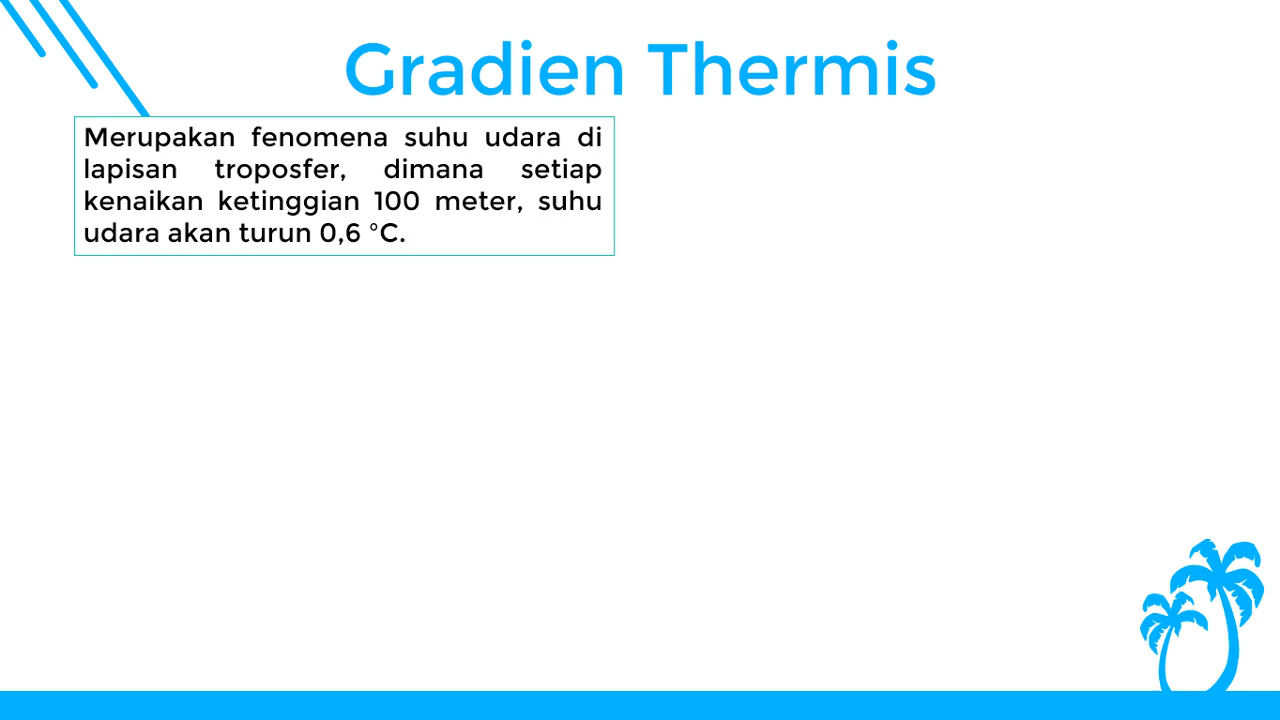 Gradien Thermis
Merupakan fenomena suhu udara di
lapisan troposfer, dimana setiap
kenaikan ketinggian 100 meter, suhu
udara akan turun 0,6 °C.